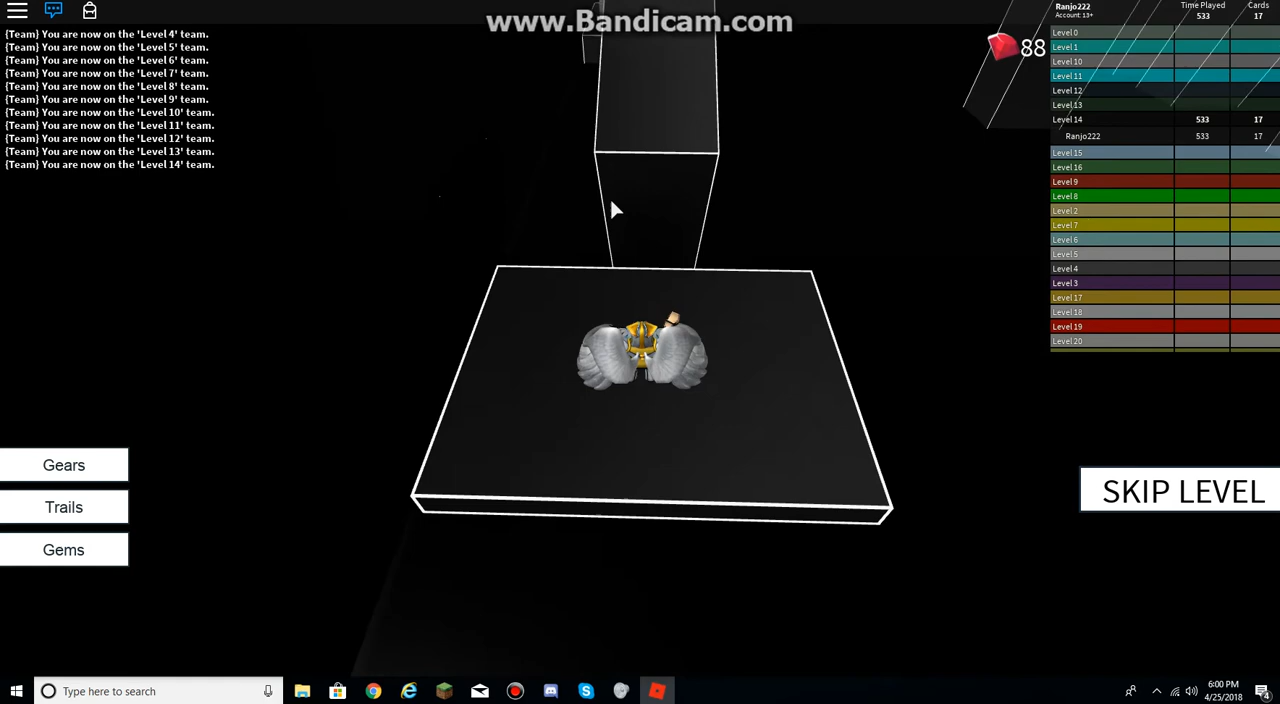 www.Bandicam.com
{Team} You are now on the 'Level 4' team.
{Team} You are now on the 'Level 5' team.
{Team} You are now on the 'Level 6' team.
{Team} You are now on the 'Level 7' team.
{Team} You are now on the 'Level 8' team.
{Team} You are now on the 'Level 9' team.
{Team} You are now on the 'Level 10' team.
{Team} You are now on the 'Level 11' team.
{Team} You are now on the 'Level 12' team.
{Team} You are now on the 'Level 13' team.
{Team} You are now on the 'Level 14' team.
88
Ranjo222 Time Played Cards
Account: 13+ 533 17
Level 0
Level 1
Level 10
Level 11
Level 12
Level 13
Level 14 533 17
Ranjo222 533 17
Level 15
Level 16
Level 9
Level 8
Level 2
Level 7
Level 6
Level 5
Level 4
Level 3
Level 17
Level 18
Level 19
Level 20
Gears
Trails
Gems
SKIP LEVEL
Type here to search
6:00 PM
4/25/2018
4